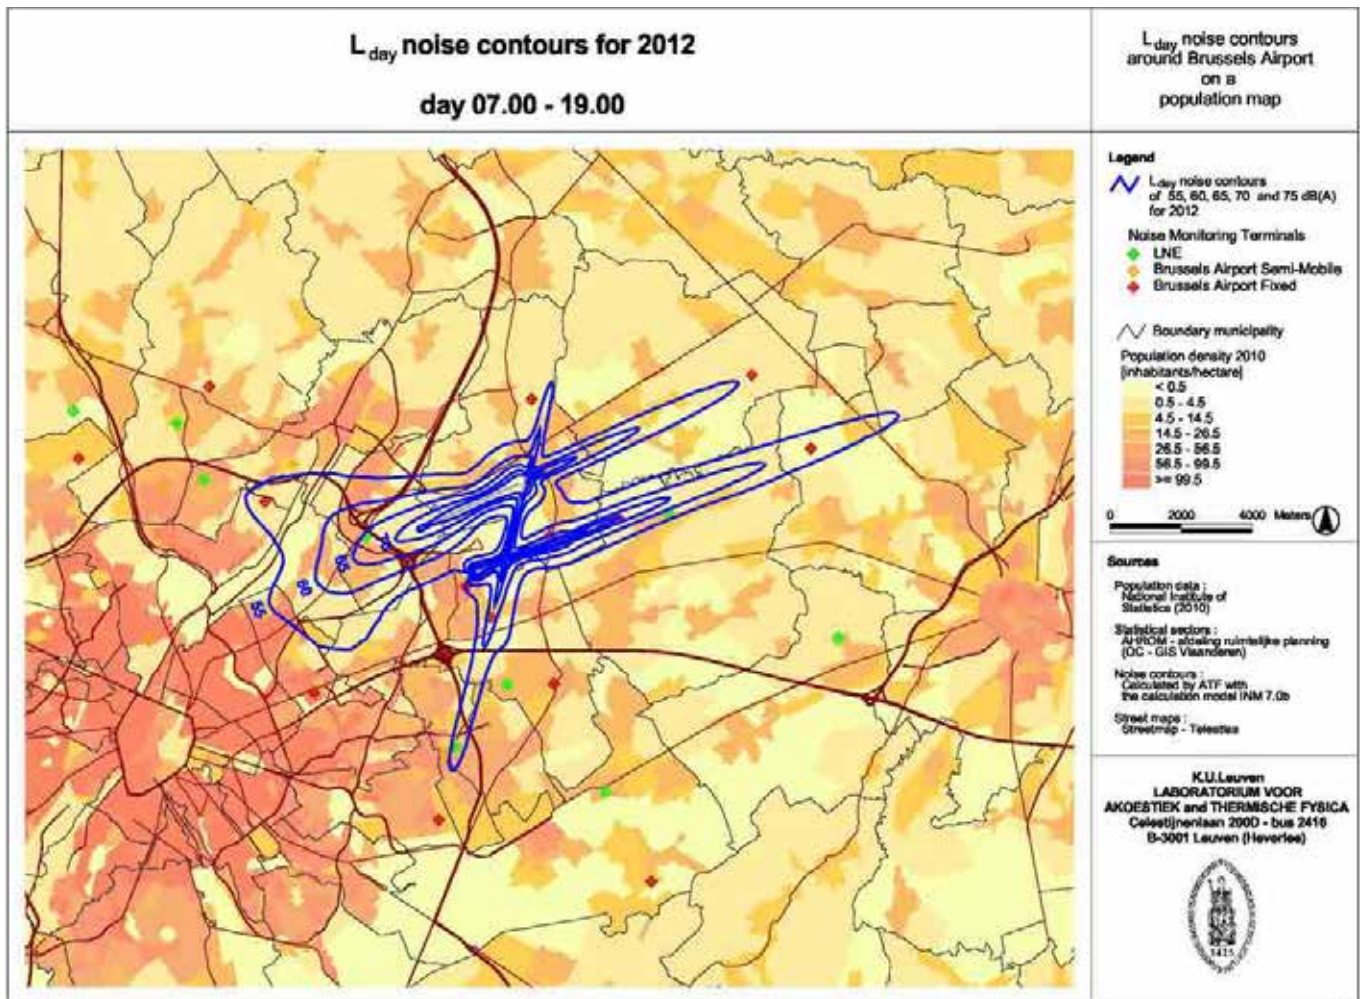 L day noise contours for 2012
day 07.00 - 19.00
L day noise contours
around Brussels Airport
on a
population map
Legend
L day noise contours
of 55, 60, 65, 70 and 75 dB(A)
for 2012
Noise Monitoring Terminals
LNE
Brussels Airport Semi-Mobile
Brussels Airport Fixed
Boundary municipality
Population density 2010
[inhabitants/hectare]
< 0.5
0.5 - 4.5
4.5 - 14.5
14.5 - 26.5
26.5 - 56.5
56.5 - 99.5
>= 99.5
0 2000 4000 Meters
Sources
Population data :
National Institute of
Statistics (2010)
Statistical sectors :
AHROM - afdeling ruimtelijke planning
(OC - GIS Vlaanderen)
Noise contours :
Calculated by ATF with
the calculation model INM 7.0b
Street maps :
Streetmap - Teleatlas
K.U.Leuven
LABORATORIUM VOOR
AKOESTIEK and THERMISCHE FYSICA
Celestijnenlaan 200D - bus 2416
B-3001 Leuven (Heverlee)
1425
70
65
60
55